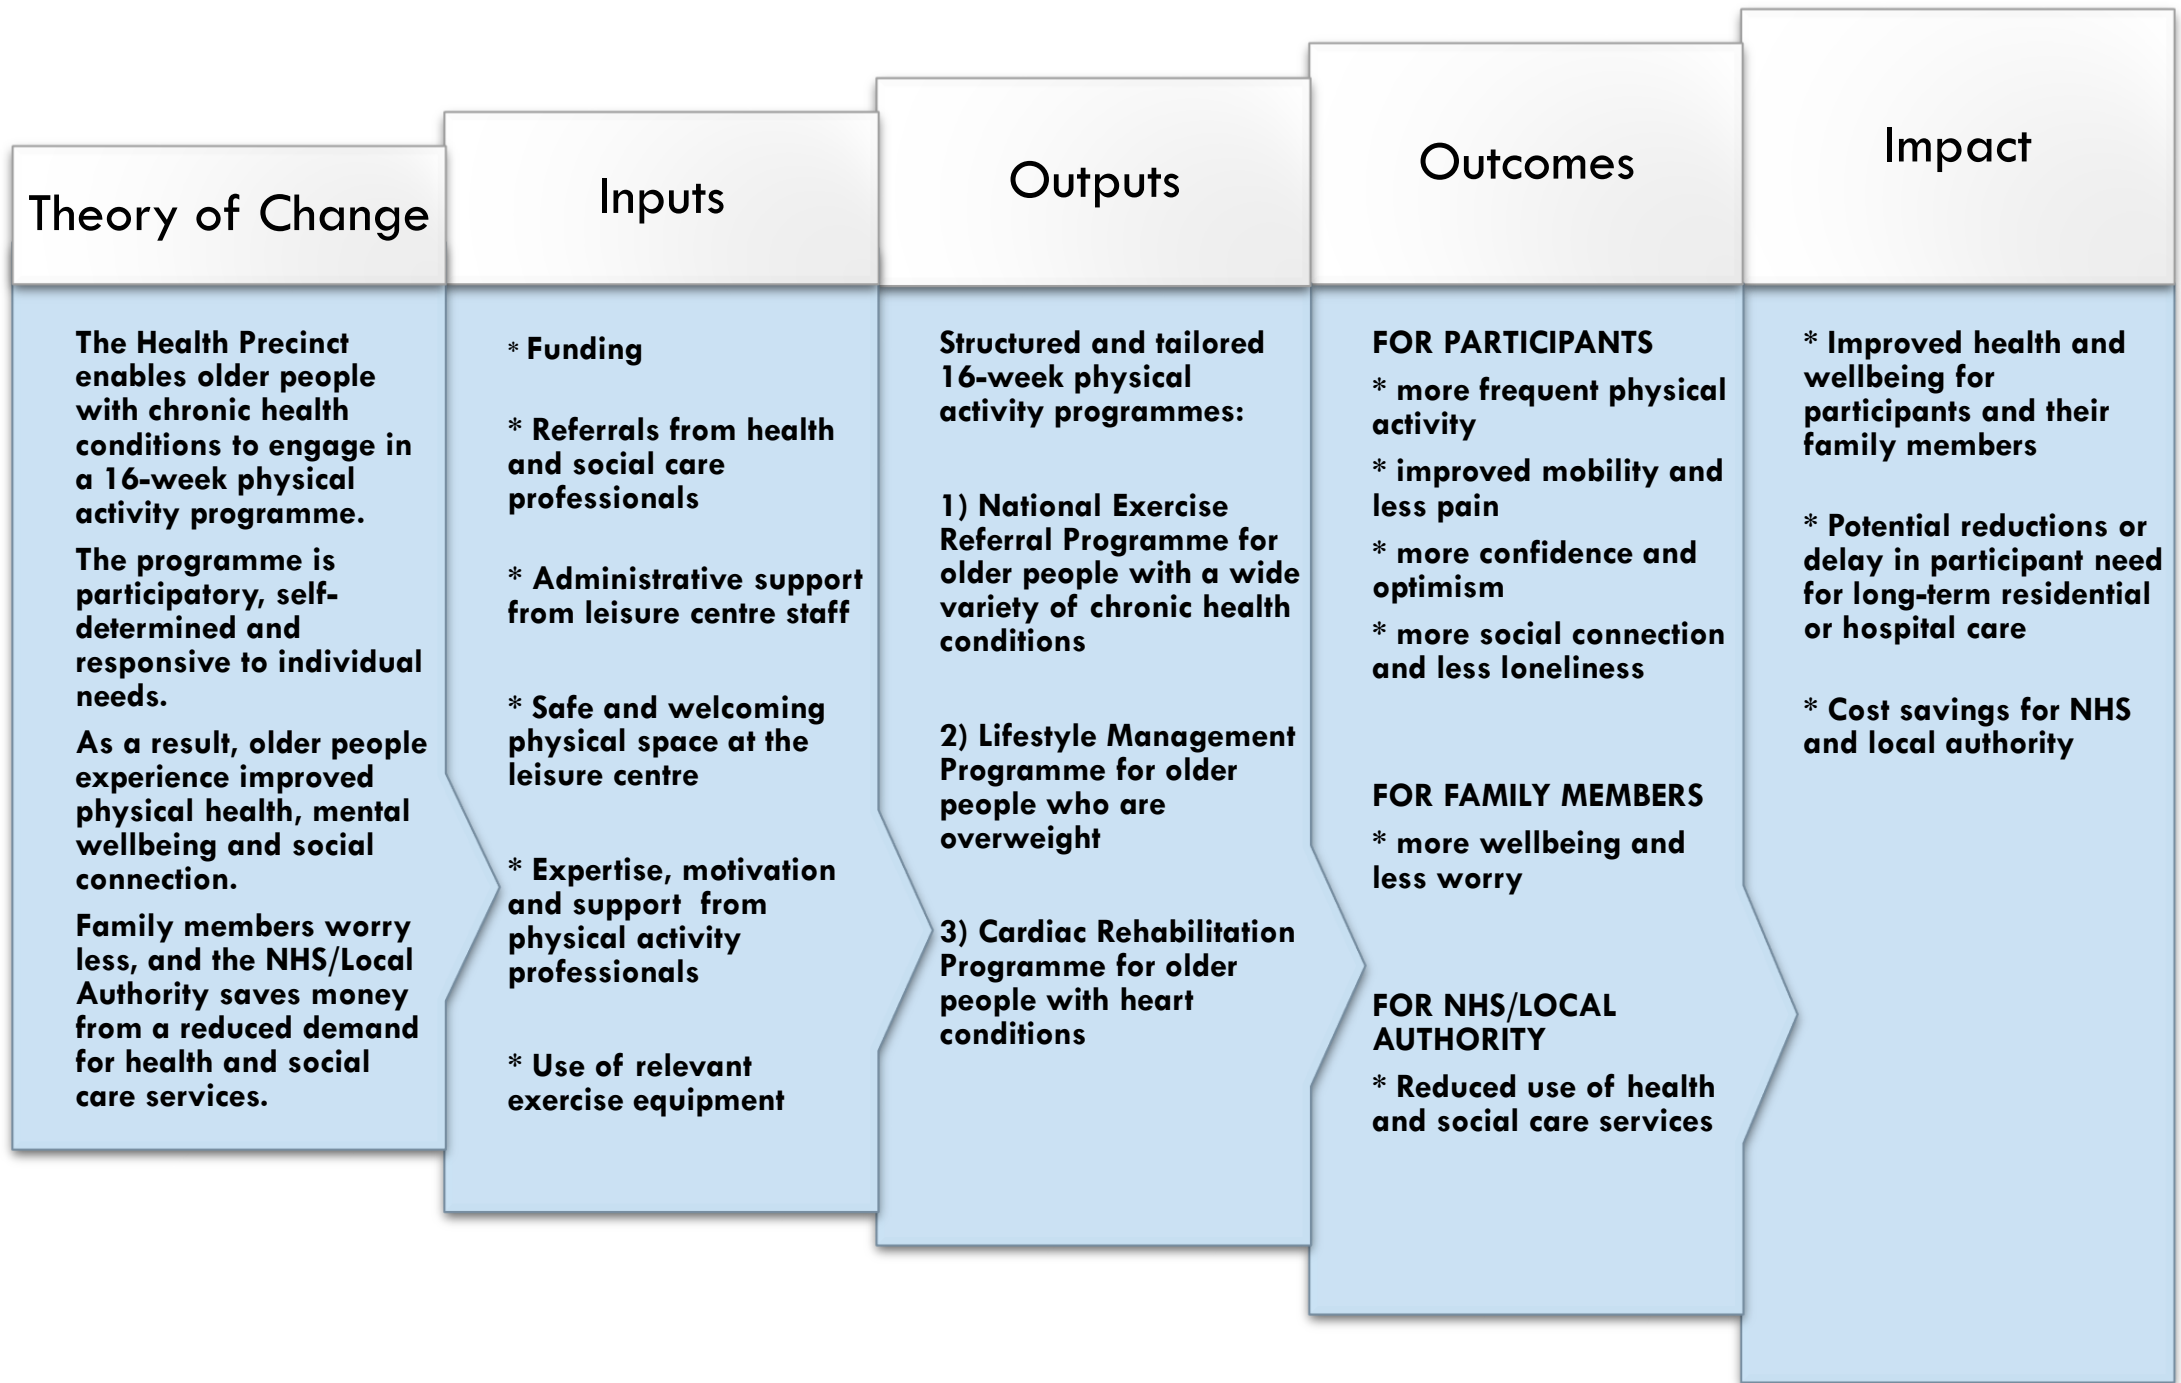 Theory of Change
The Health Precinct
enables older people
with chronic health
conditions to engage in
a 16-week physical
activity programme.
The programme is
participatory, self-
determined and
responsive to individual
needs.
As a result, older people
experience improved
physical health, mental
wellbeing and social
connection.
Family members worry
less, and the NHS/Local
Authority saves money
from a reduced demand
for health and social
care services.
Inputs
* Funding
* Referrals from health
and social care
professionals
* Administrative support
from leisure centre staff
* Safe and welcoming
physical space at the
leisure centre
* Expertise, motivation
and support from
physical activity
professionals
* Use of relevant
exercise equipment
Outputs
Structured and tailored
16-week physical
activity programmes:
1) National Exercise
Referral Programme for
older people with a wide
variety of chronic health
conditions
2) Lifestyle Management
Programme for older
people who are
overweight
3) Cardiac Rehabilitation
Programme for older
people with heart
conditions
Outcomes
FOR PARTICIPANTS
* more frequent physical
activity
* improved mobility and
less pain
* more confidence and
optimism
* more social connection
and less loneliness
FOR FAMILY MEMBERS
* more wellbeing and
less worry
FOR NHS/LOCAL
AUTHORITY
* Reduced use of health
and social care services
Impact
* Improved health and
wellbeing for
participants and their
family members
* Potential reductions or
delay in participant need
for long-term residential
or hospital care
* Cost savings for NHS
and local authority